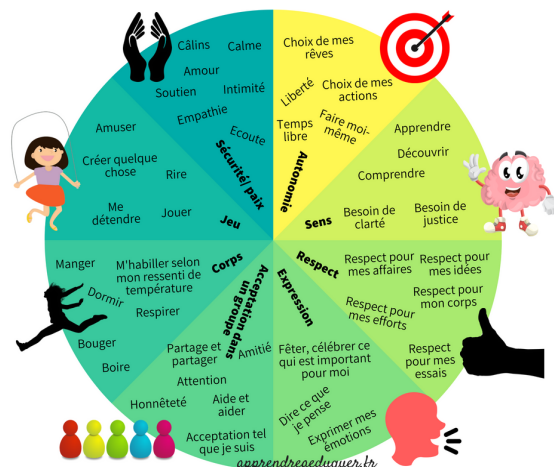 Câlins
Calme
Amour
Soutien
Intimité
Empathie
Ecoute
Sécurité/ paix
Choix de mes
rêves
Liberté
Choix de mes
actions
Temps
libre
Faire moi-
même
Autonomie
Apprendre
Découvrir
Comprendre
Besoin de
clarté
Besoin de
justice
Sens
Respect
Respect pour
mes affaires
Respect pour
mes idées
Respect pour
mon corps
Respect pour
mes efforts
Respect
pour mes
essais
Expression
Fêter, célébrer ce
qui est important
pour moi
Dire ce que
je pense
Exprimer mes
émotions
Acceptation dans
un groupe
Partage et
partager
Amitié
Attention
Honnêteté
Aide et
aider
Acceptation tel
que je suis
Corps
Manger
M'habiller selon
mon ressenti de
température
Dormir
Respirer
Bouger
Boire
Jeu
Amuser
Créer quelque
chose
Rire
Me
détendre
Jouer
apprendreaeduquer.fr